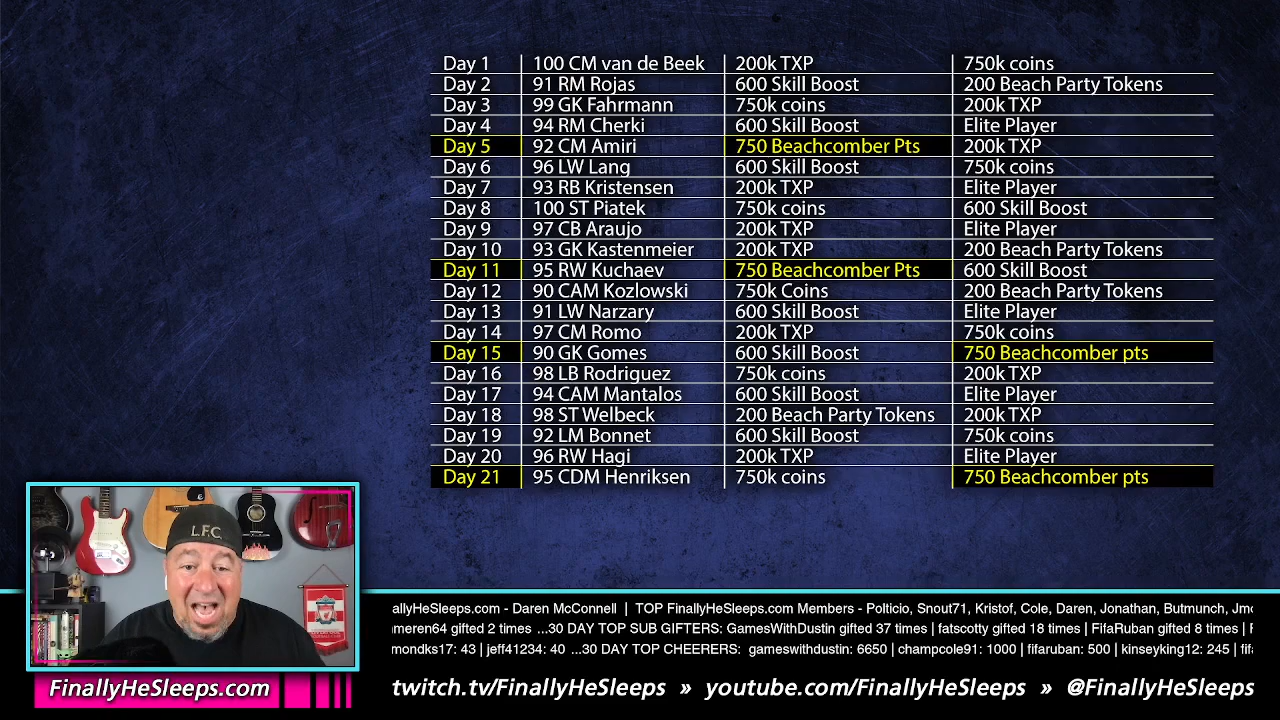 Day 1 | 100 CM van de Beek | 200k TXP | 750k coins
Day 2 | 91 RM Rojas | 600 Skill Boost | 200 Beach Party Tokens
Day 3 | 99 GK Fahrmann | 750k coins | 200k TXP
Day 4 | 94 RM Cherki | 600 Skill Boost | Elite Player
Day 5 | 92 CM Amiri | 750 Beachcomber Pts | 200k TXP
Day 6 | 96 LW Lang | 600 Skill Boost | 750k coins
Day 7 | 93 RB Kristensen | 200k TXP | Elite Player
Day 8 | 100 ST Piatek | 750k coins | 600 Skill Boost
Day 9 | 97 CB Araujo | 200k TXP | Elite Player
Day 10 | 93 GK Kastenmeier | 200k TXP | 200 Beach Party Tokens
Day 11 | 95 RW Kuchaev | 750 Beachcomber Pts | 600 Skill Boost
Day 12 | 90 CAM Kozlowski | 750k Coins | 200 Beach Party Tokens
Day 13 | 91 LW Narzary | 600 Skill Boost | Elite Player
Day 14 | 97 CM Romo | 200k TXP | 750k coins
Day 15 | 90 GK Gomes | 600 Skill Boost | 750 Beachcomber pts
Day 16 | 98 LB Rodriguez | 750k coins | 200k TXP
Day 17 | 94 CAM Mantalos | 600 Skill Boost | Elite Player
Day 18 | 98 ST Welbeck | 200 Beach Party Tokens | 200k TXP
Day 19 | 92 LM Bonnet | 600 Skill Boost | 750k coins
Day 20 | 96 RW Hagi | 200k TXP | Elite Player
Day 21 | 95 CDM Henriksen | 750k coins | 750 Beachcomber pts
L.F.C.
allyHeSleeps.com - Daren McConnell | TOP FinallyHeSleeps.com Members - Polticio, Snout71, Kristof, Cole, Daren, Jonathan, Butmunch, Jmc
meren64 gifted 2 times ...30 DAY TOP SUB GIFTERS: GamesWithDustin gifted 37 times | fatscotty gifted 18 times | FifaRuban gifted 8 times |
mondks17: 43 | jeff41234: 40 ...30 DAY TOP CHEERERS: gameswithdustin: 6650 | champcole91: 1000 | fifaruban: 500 | kinseyking12: 245 | fifa
FinallyHeSleeps.com
twitch.tv/FinallyHeSleeps » youtube.com/FinallyHeSleeps » @FinallyHeSleeps